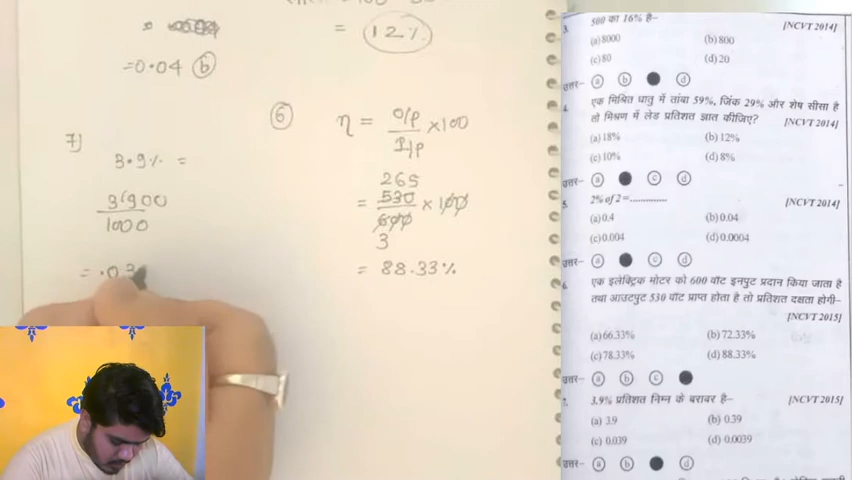 = 12%
=0.04 (b)
(6) η = O/P / I/P ×100
265
= 530 / 600 × 100
3
= 88.33%
7)
3.9% =
3.900
1000
= .03
500 का 16% है–
[NCVT 2014]
(a) 8000 (b) 800
(c) 80 (d) 20
उत्तर– (a) (b) (d)
4. एक मिश्रित धातु में तांबा 59%, जिंक 29% और शेष सीसा है
तो मिश्रण में लेड प्रतिशत ज्ञात कीजिए? [NCVT 2014]
(a) 18% (b) 12%
(c) 10% (d) 8%
उत्तर– (a) (c) (d)
5. 2% of 2 =.............. [NCVT 2014]
(a) 0.4 (b) 0.04
(c) 0.004 (d) 0.0004
उत्तर– (a) (c) (d)
6. एक इलेक्ट्रिक मोटर को 600 वॉट इनपुट प्रदान किया जाता है
तथा आउटपुट 530 वॉट प्राप्त होता है तो प्रतिशत दक्षता होगी–
[NCVT 2015]
(a) 66.33% (b) 72.33%
(c) 78.33% (d) 88.33%
उत्तर– (a) (b) (c)
7. 3.9% प्रतिशत निम्न के बराबर है– [NCVT 2015]
(a) 3.9 (b) 0.39
(c) 0.039 (d) 0.0039
उत्तर– (a) (b) (d)